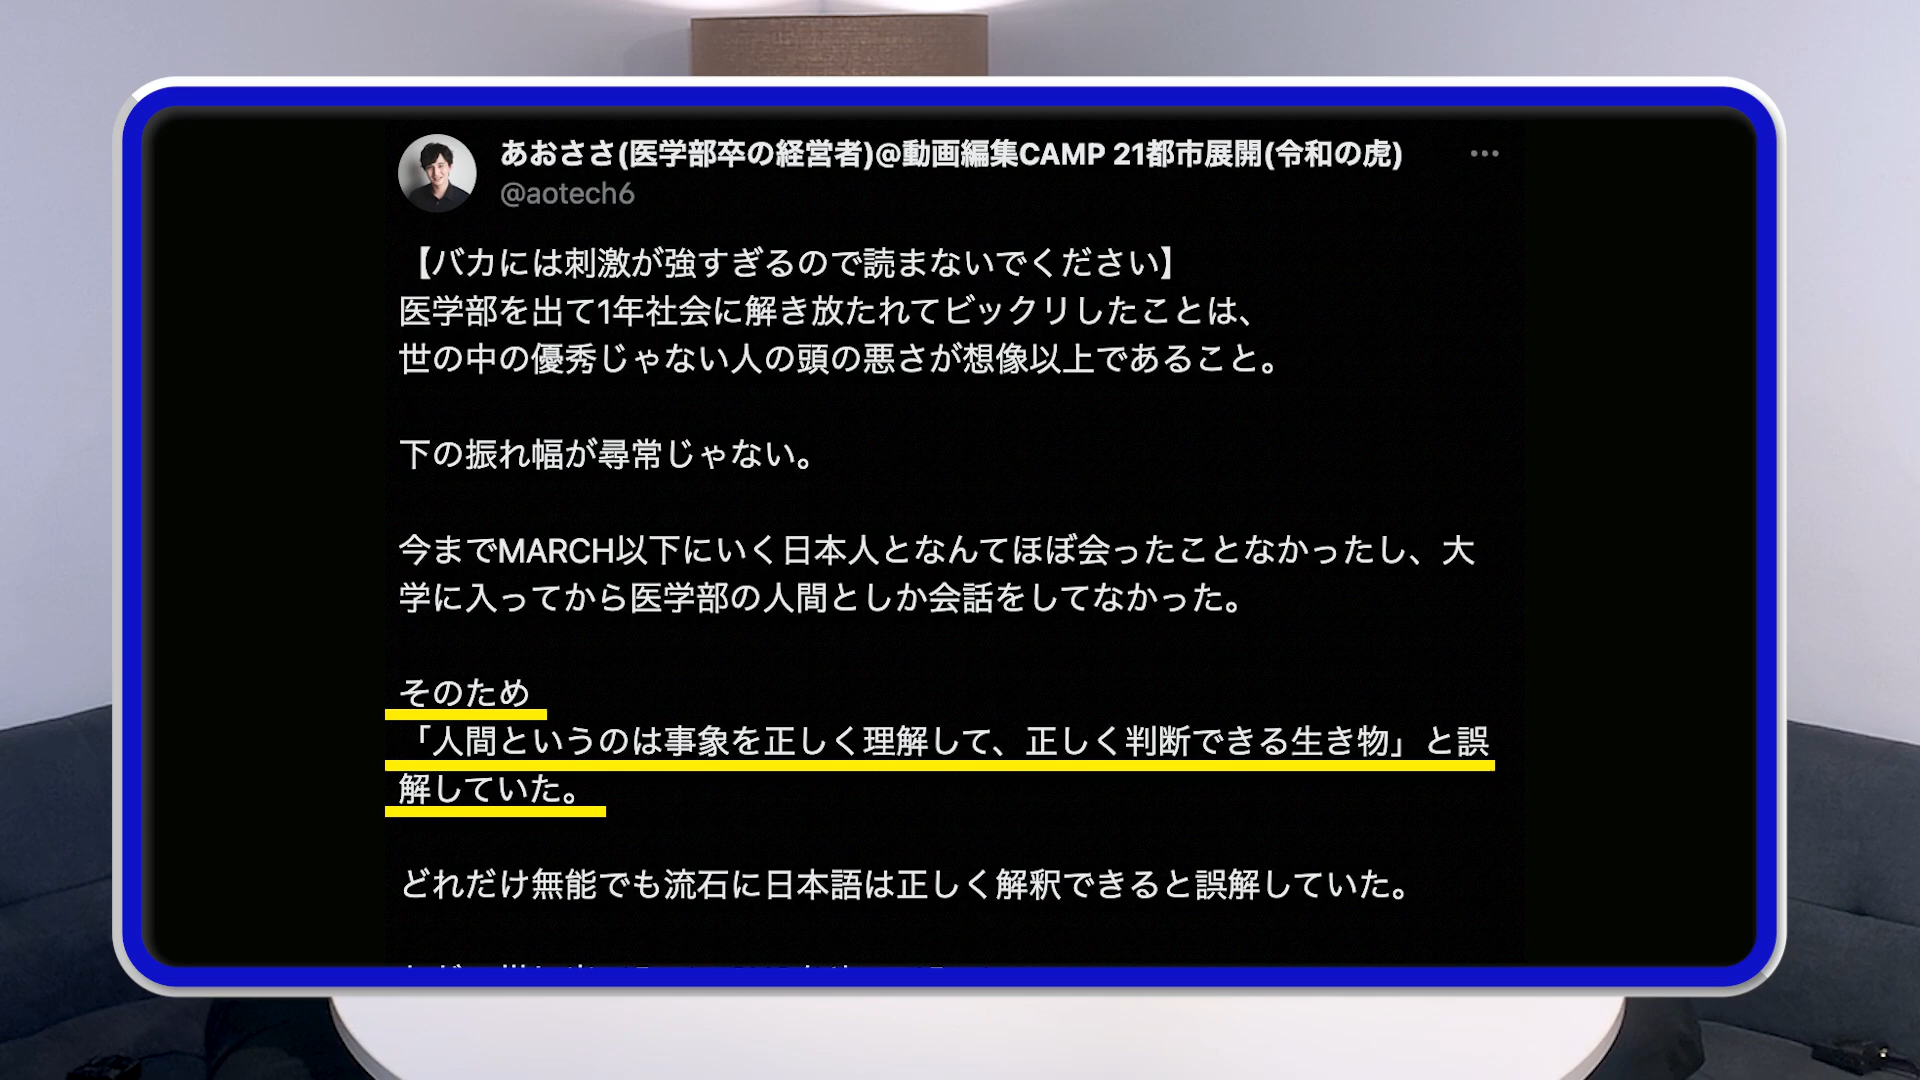 あおささ(医学部卒の経営者)@動画編集CAMP 21都市展開(令和の虎)
@aotech6
【バカには刺激が強すぎるので読まないでください】
医学部を出て1年社会に解き放たれてビックリしたことは、
世の中の優秀じゃない人の頭の悪さが想像以上であること。
下の振れ幅が尋常じゃない。
今までMARCH以下にいく日本人となんてほぼ会ったことなかったし、大
学に入ってから医学部の人間としか会話をしてなかった。
そのため
「人間というのは事象を正しく理解して、正しく判断できる生き物」と誤
解していた。
どれだけ無能でも流石に日本語は正しく解釈できると誤解していた。